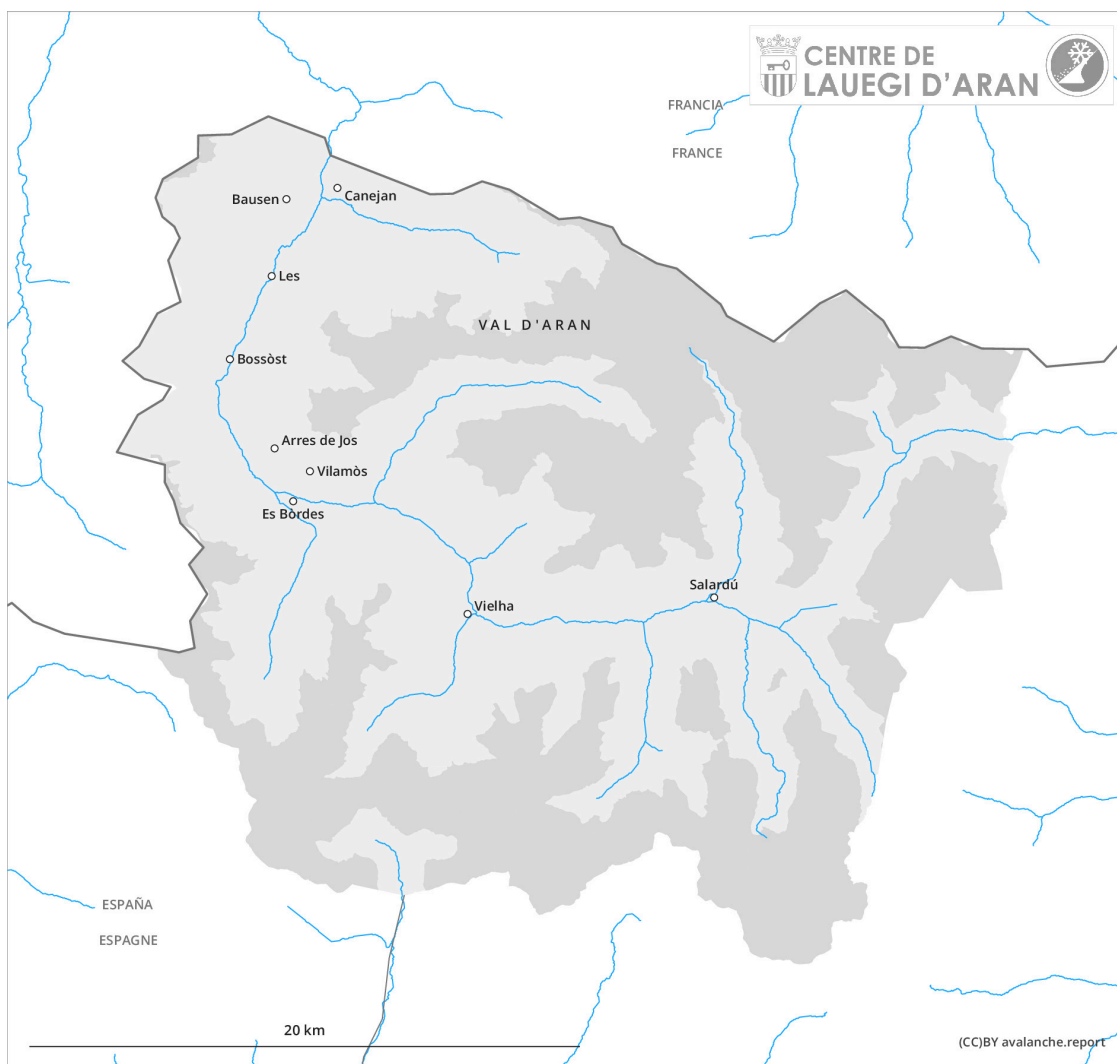 CENTRE DE
LAUEGI D'ARAN
FRANCIA
FRANCE
Bausen
Canejan
Les
VAL D'ARAN
Bossòst
Arres de Jos
Vilamòs
Es Bòrdes
Salardú
Vielha
ESPAÑA
ESPAGNE
20 km
(CC)BY avalanche.report